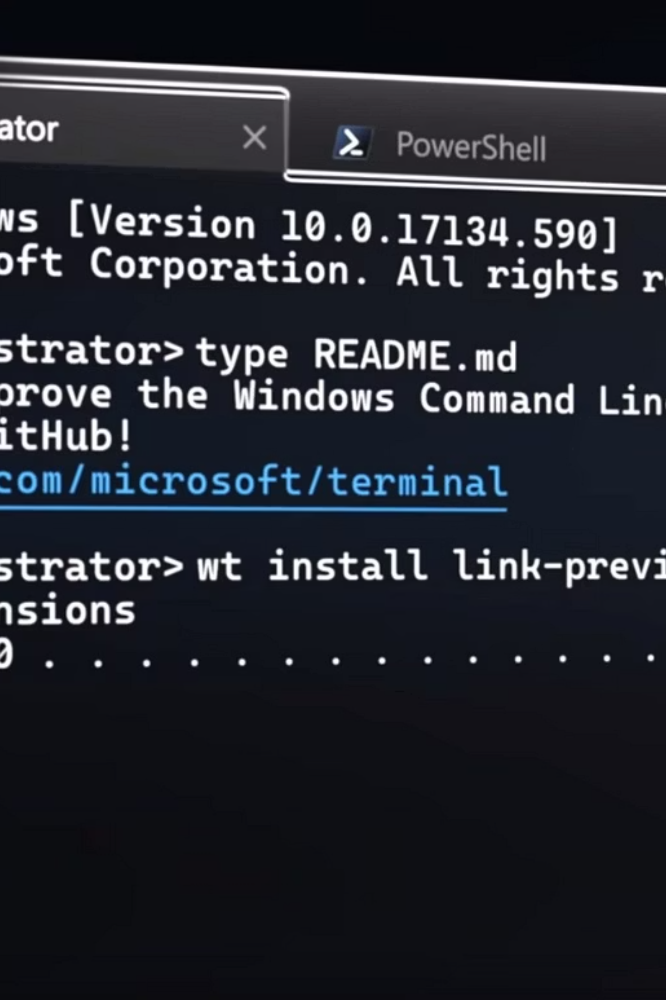 ator
PowerShell
ws [Version 10.0.17134.590]
oft Corporation. All rights r
strator> type README.md
prove the Windows Command Lin
itHub!
com/microsoft/terminal
strator> wt install link-previ
nsions
0 . . . . . . . . . . . . . .